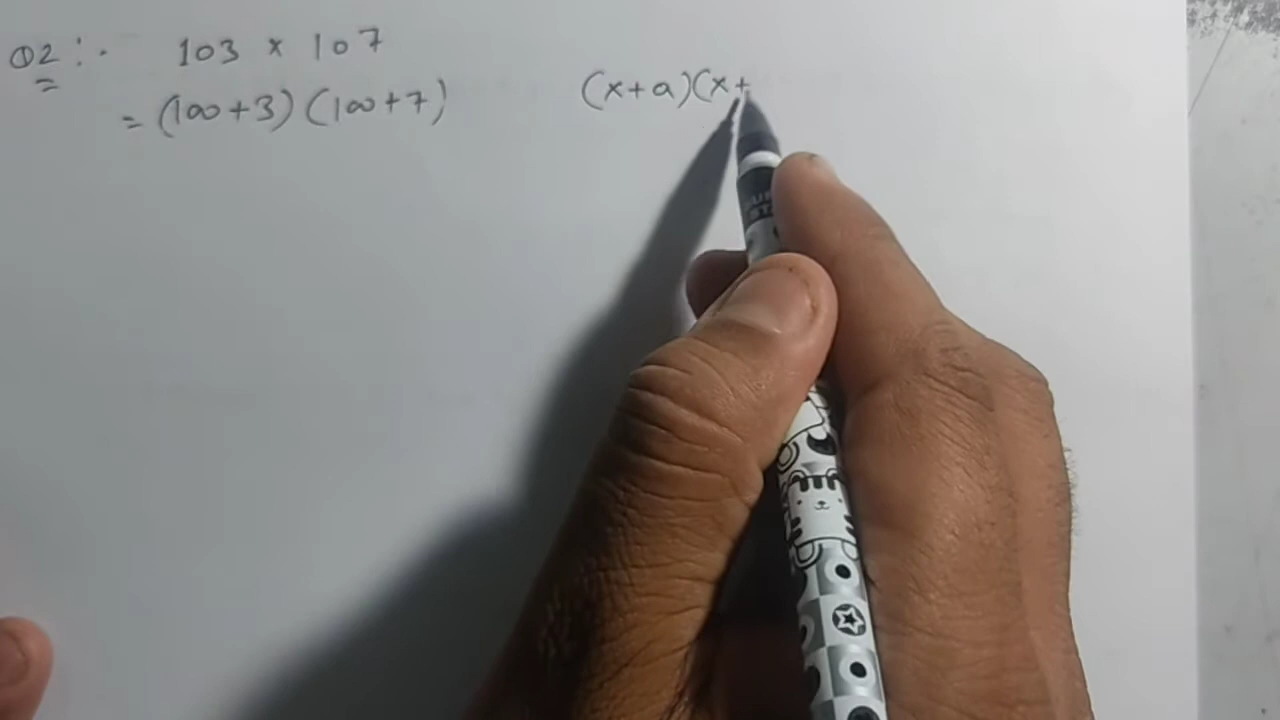 Q2:- 103 × 107
= (100+3) (100+7)
(x+a)(x+